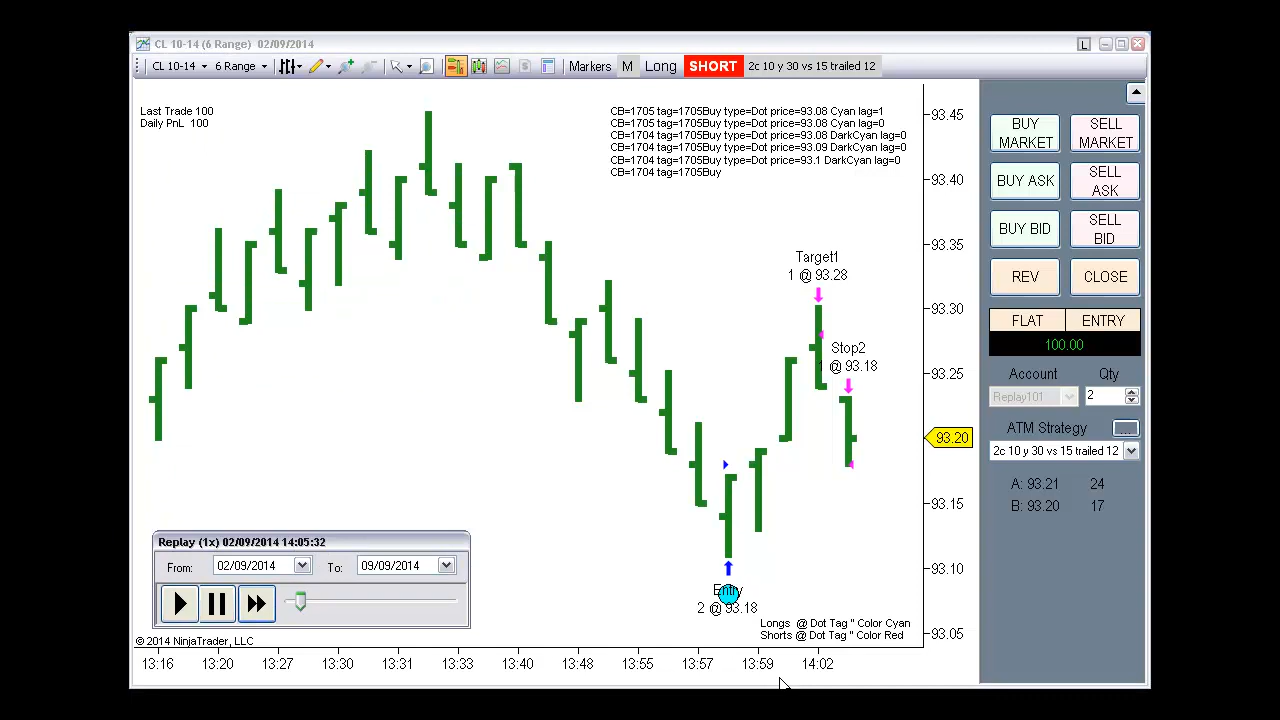 CL 10-14 (6 Range) 02/09/2014
L
CL 10-14 6 Range Markers M Long SHORT 2c 10 y 30 vs 15 trailed 12
Last Trade 100
Daily PnL 100
CB=1705 tag=1705Buy type=Dot price=93.08 Cyan lag=1
CB=1705 tag=1705Buy type=Dot price=93.08 Cyan lag=0
CB=1704 tag=1705Buy type=Dot price=93.08 DarkCyan lag=0
CB=1704 tag=1705Buy type=Dot price=93.09 DarkCyan lag=0
CB=1704 tag=1705Buy type=Dot price=93.1 DarkCyan lag=0
CB=1704 tag=1705Buy
93.45
93.40
93.35
93.30
93.25
93.20
93.15
93.10
93.05
Target1
1 @ 93.28
Stop2
1 @ 93.18
Entry
2 @ 93.18
Longs @ Dot Tag " Color Cyan
Shorts @ Dot Tag " Color Red
Replay (1x) 02/09/2014 14:05:32
From: 02/09/2014 To: 09/09/2014
© 2014 NinjaTrader, LLC
13:16 13:20 13:27 13:30 13:31 13:33 13:40 13:48 13:55 13:57 13:59 14:02
BUY MARKET
SELL MARKET
BUY ASK
SELL ASK
BUY BID
SELL BID
REV
CLOSE
FLAT ENTRY
100.00
Account Qty
Replay101 2
ATM Strategy ...
2c 10 y 30 vs 15 trailed 12
A: 93.21 24
B: 93.20 17